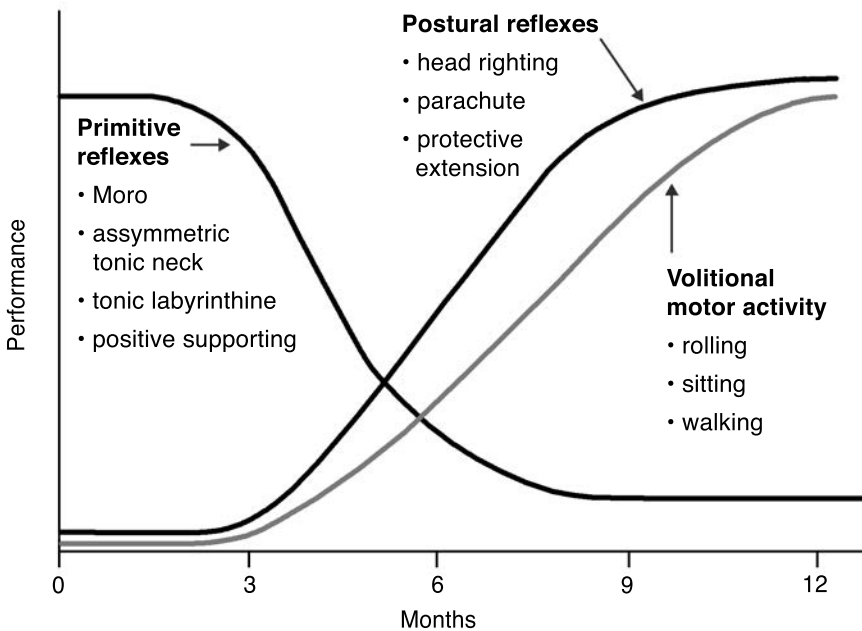 Postural reflexes
• head righting
• parachute
• protective
extension
Primitive
reflexes
• Moro
• assymmetric
tonic neck
• tonic labyrinthine
• positive supporting
Volitional
motor activity
• rolling
• sitting
• walking
Performance
0 3 6 9 12
Months